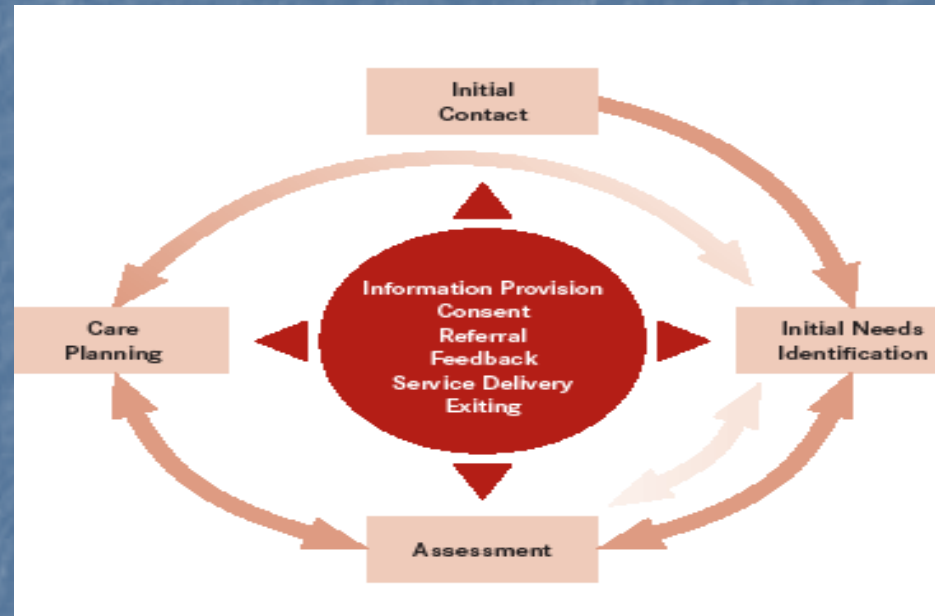 Initial
Contact
Information Provision
Consent
Referral
Feedback
Service Delivery
Exiting
Care
Planning
Initial Needs
Identification
Assessment